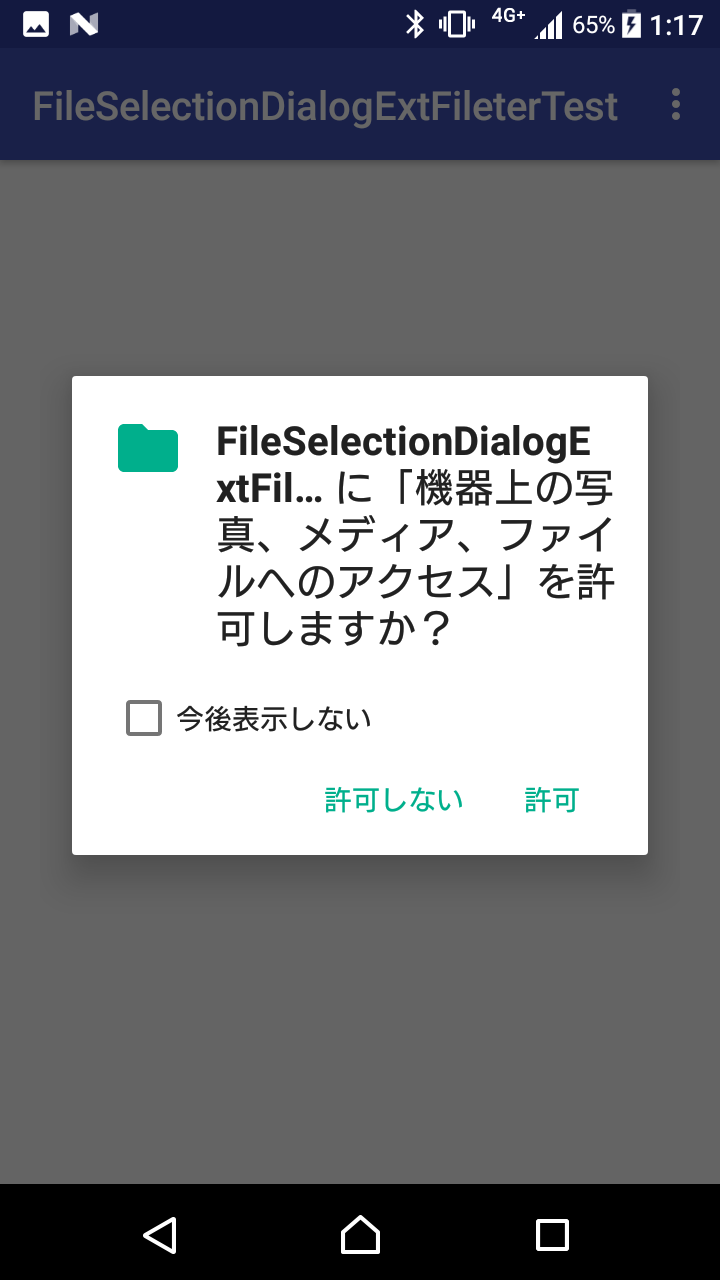 4G+ 65% 1:17
FileSelectionDialogExtFileterTest
FileSelectionDialogE
xtFil… に「機器上の写
真、メディア、ファイ
ルへのアクセス」を許
可しますか？
今後表示しない
許可しない 許可